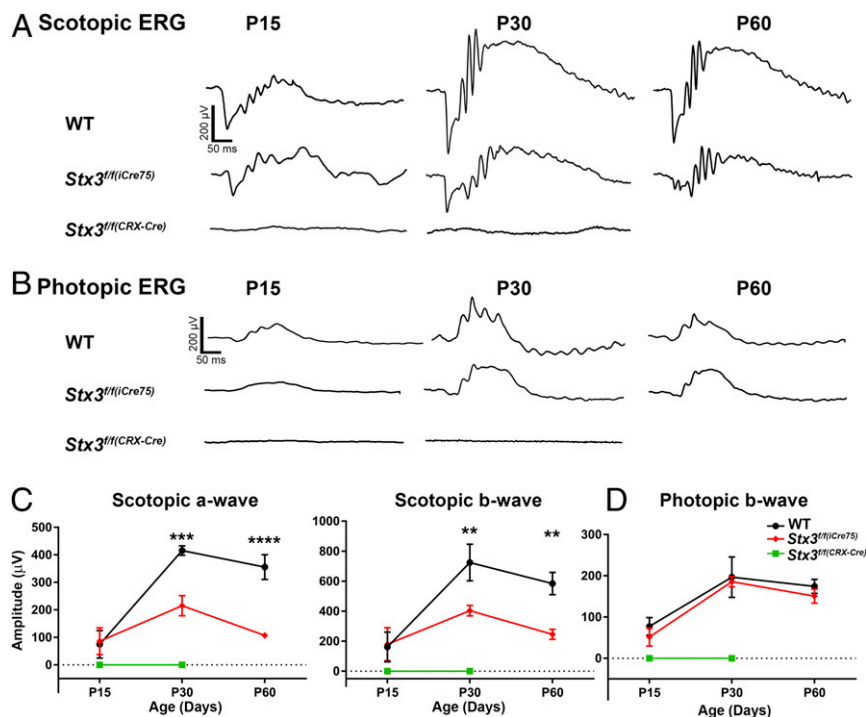 A Scotopic ERG P15 P30 P60
WT
200 μV
50 ms
Stx3f/f(iCre75)
Stx3f/f(CRX-Cre)
B Photopic ERG P15 P30 P60
WT
200 μV
50 ms
Stx3f/f(iCre75)
Stx3f/f(CRX-Cre)
C Scotopic a-wave
Amplitude (μV)
500
400
300
200
100
0
*** ****
P15 P30 P60
Age (Days)
Scotopic b-wave
1000
800
600
400
200
0
** **
P15 P30 P60
Age (Days)
D Photopic b-wave
WT
Stx3f/f(iCre75)
Stx3f/f(CRX-Cre)
300
200
100
0
P15 P30 P60
Age (Days)